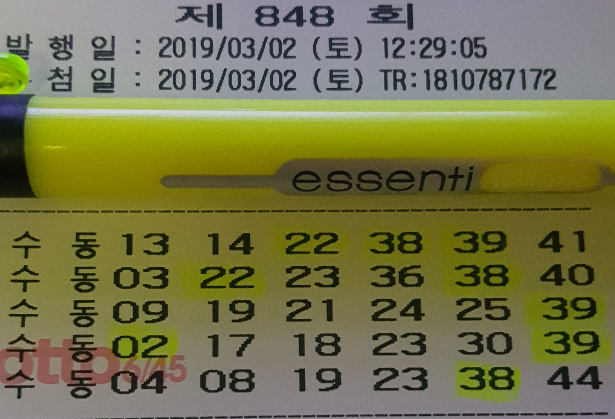 제 848 회
발 행 일 : 2019/03/02 (토) 12:29:05
첨 일 : 2019/03/02 (토) TR:1810787172
essenti
수 동 13 14 22 38 39 41
수 동 03 22 23 36 38 40
수 동 09 19 21 24 25 39
수 동 02 17 18 23 30 39
otto 6/45
수 동 04 08 19 23 38 44